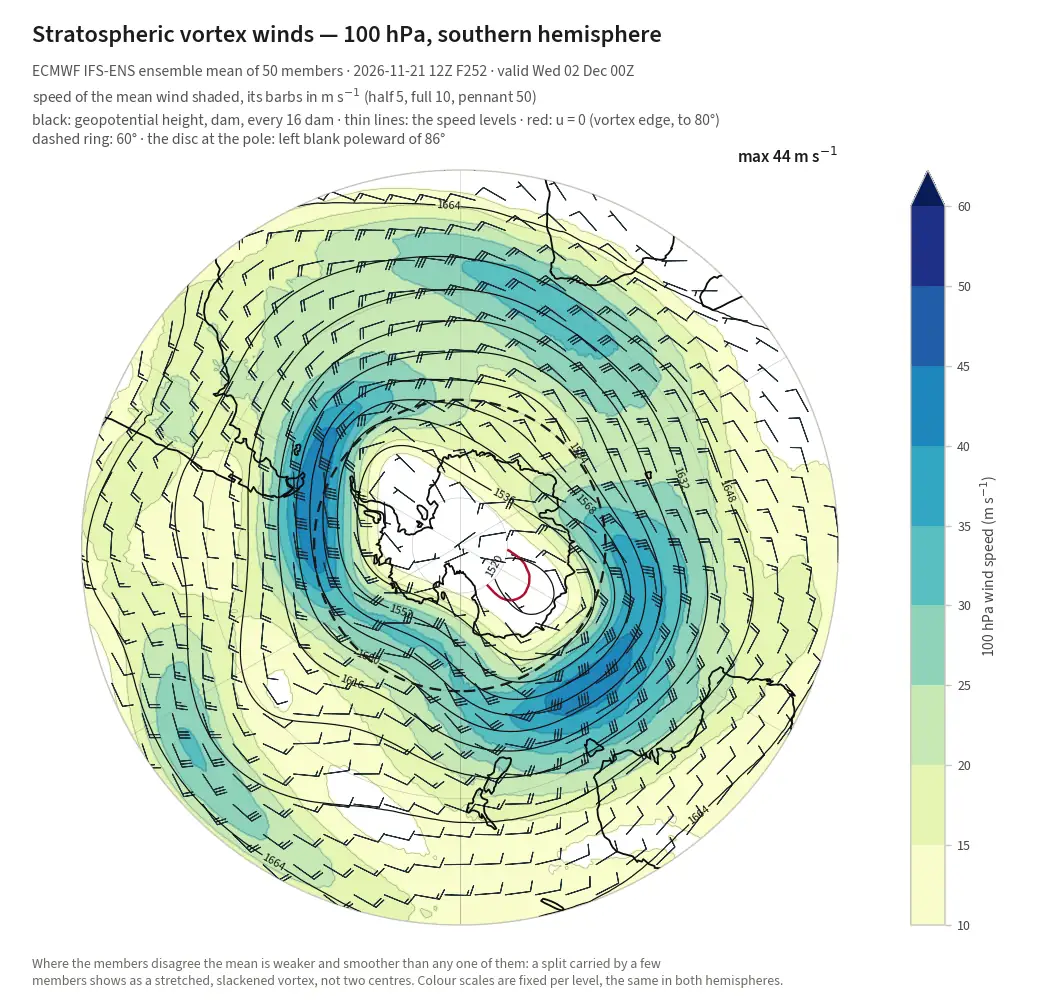 Stratospheric vortex winds — 100 hPa, southern hemisphere
ECMWF IFS-ENS ensemble mean of 50 members · 2026-11-21 12Z F252 · valid Wed 02 Dec 00Z
speed of the mean wind shaded, its barbs in m s⁻¹ (half 5, full 10, pennant 50)
black: geopotential height, dam, every 16 dam · thin lines: the speed levels · red: u = 0 (vortex edge, to 80°)
dashed ring: 60° · the disc at the pole: left blank poleward of 86°
max 44 m s⁻¹
1664
1632
1648
1568
1520
1616
1664
1664
60
50
45
40
35
30
25
20
15
10
100 hPa wind speed (m s⁻¹)
Where the members disagree the mean is weaker and smoother than any one of them: a split carried by a few
members shows as a stretched, slackened vortex, not two centres. Colour scales are fixed per level, the same in both hemispheres.